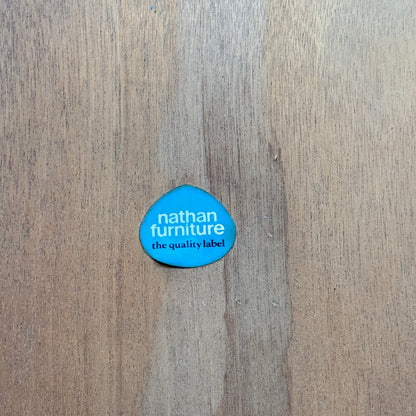 nathan
furniture
the quality label